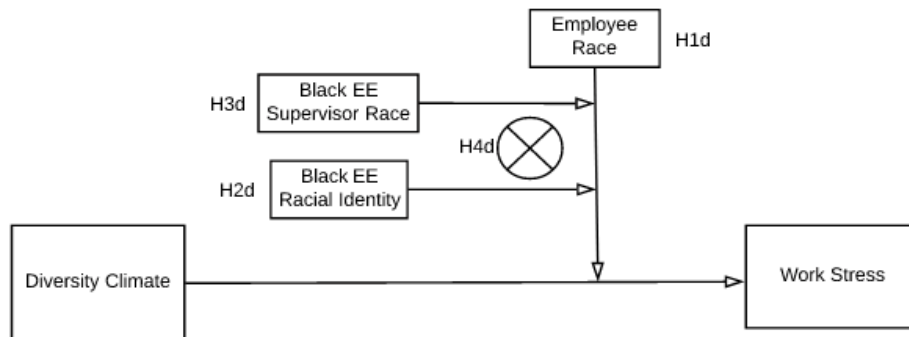 Employee
Race
H1d
Black EE
Supervisor Race
H3d
H4d
Black EE
Racial Identity
H2d
Diversity Climate
Work Stress